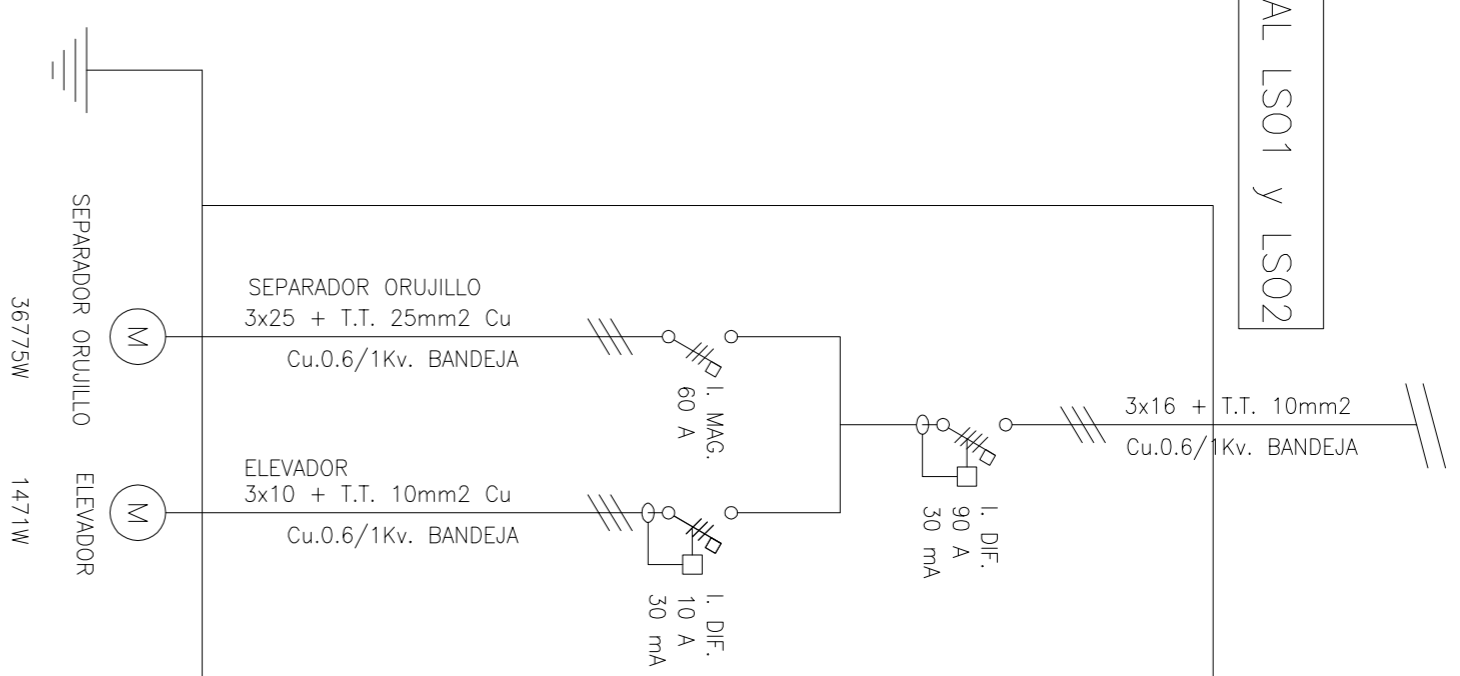 AL LS01 y LS02
3x16 + T.T. 10mm2
Cu.0.6/1Kv. BANDEJA
I. DIF.
90 A
30 mA
SEPARADOR ORUJILLO
3x25 + T.T. 25mm2 Cu
Cu.0.6/1Kv. BANDEJA
I. MAG.
60 A
ELEVADOR
3x10 + T.T. 10mm2 Cu
Cu.0.6/1Kv. BANDEJA
I. DIF.
10 A
30 mA
M
SEPARADOR ORUJILLO
36775W
M
ELEVADOR
1471W